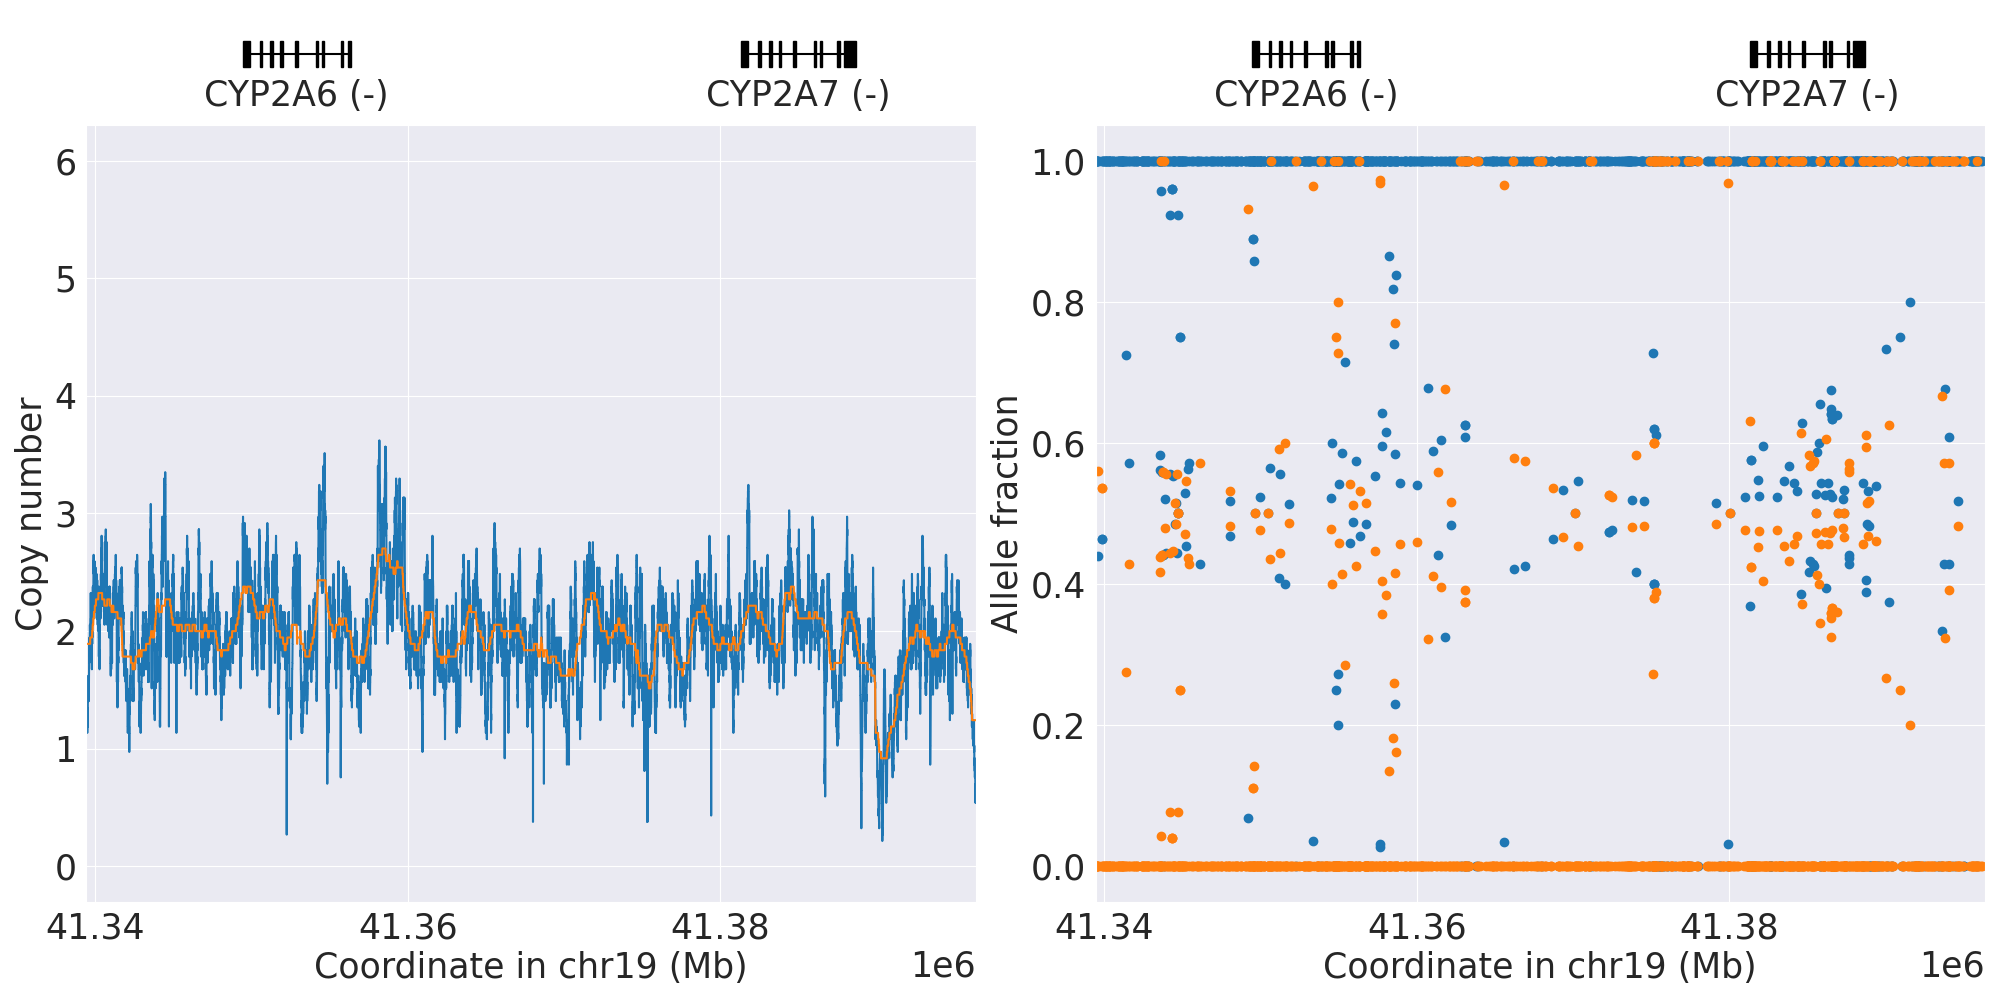 CYP2A6 (-)
CYP2A7 (-)
6
5
4
3
2
1
0
Copy number
41.34
41.36
41.38
Coordinate in chr19 (Mb)
1e6
CYP2A6 (-)
CYP2A7 (-)
1.0
0.8
0.6
0.4
0.2
0.0
Allele fraction
41.34
41.36
41.38
Coordinate in chr19 (Mb)
1e6